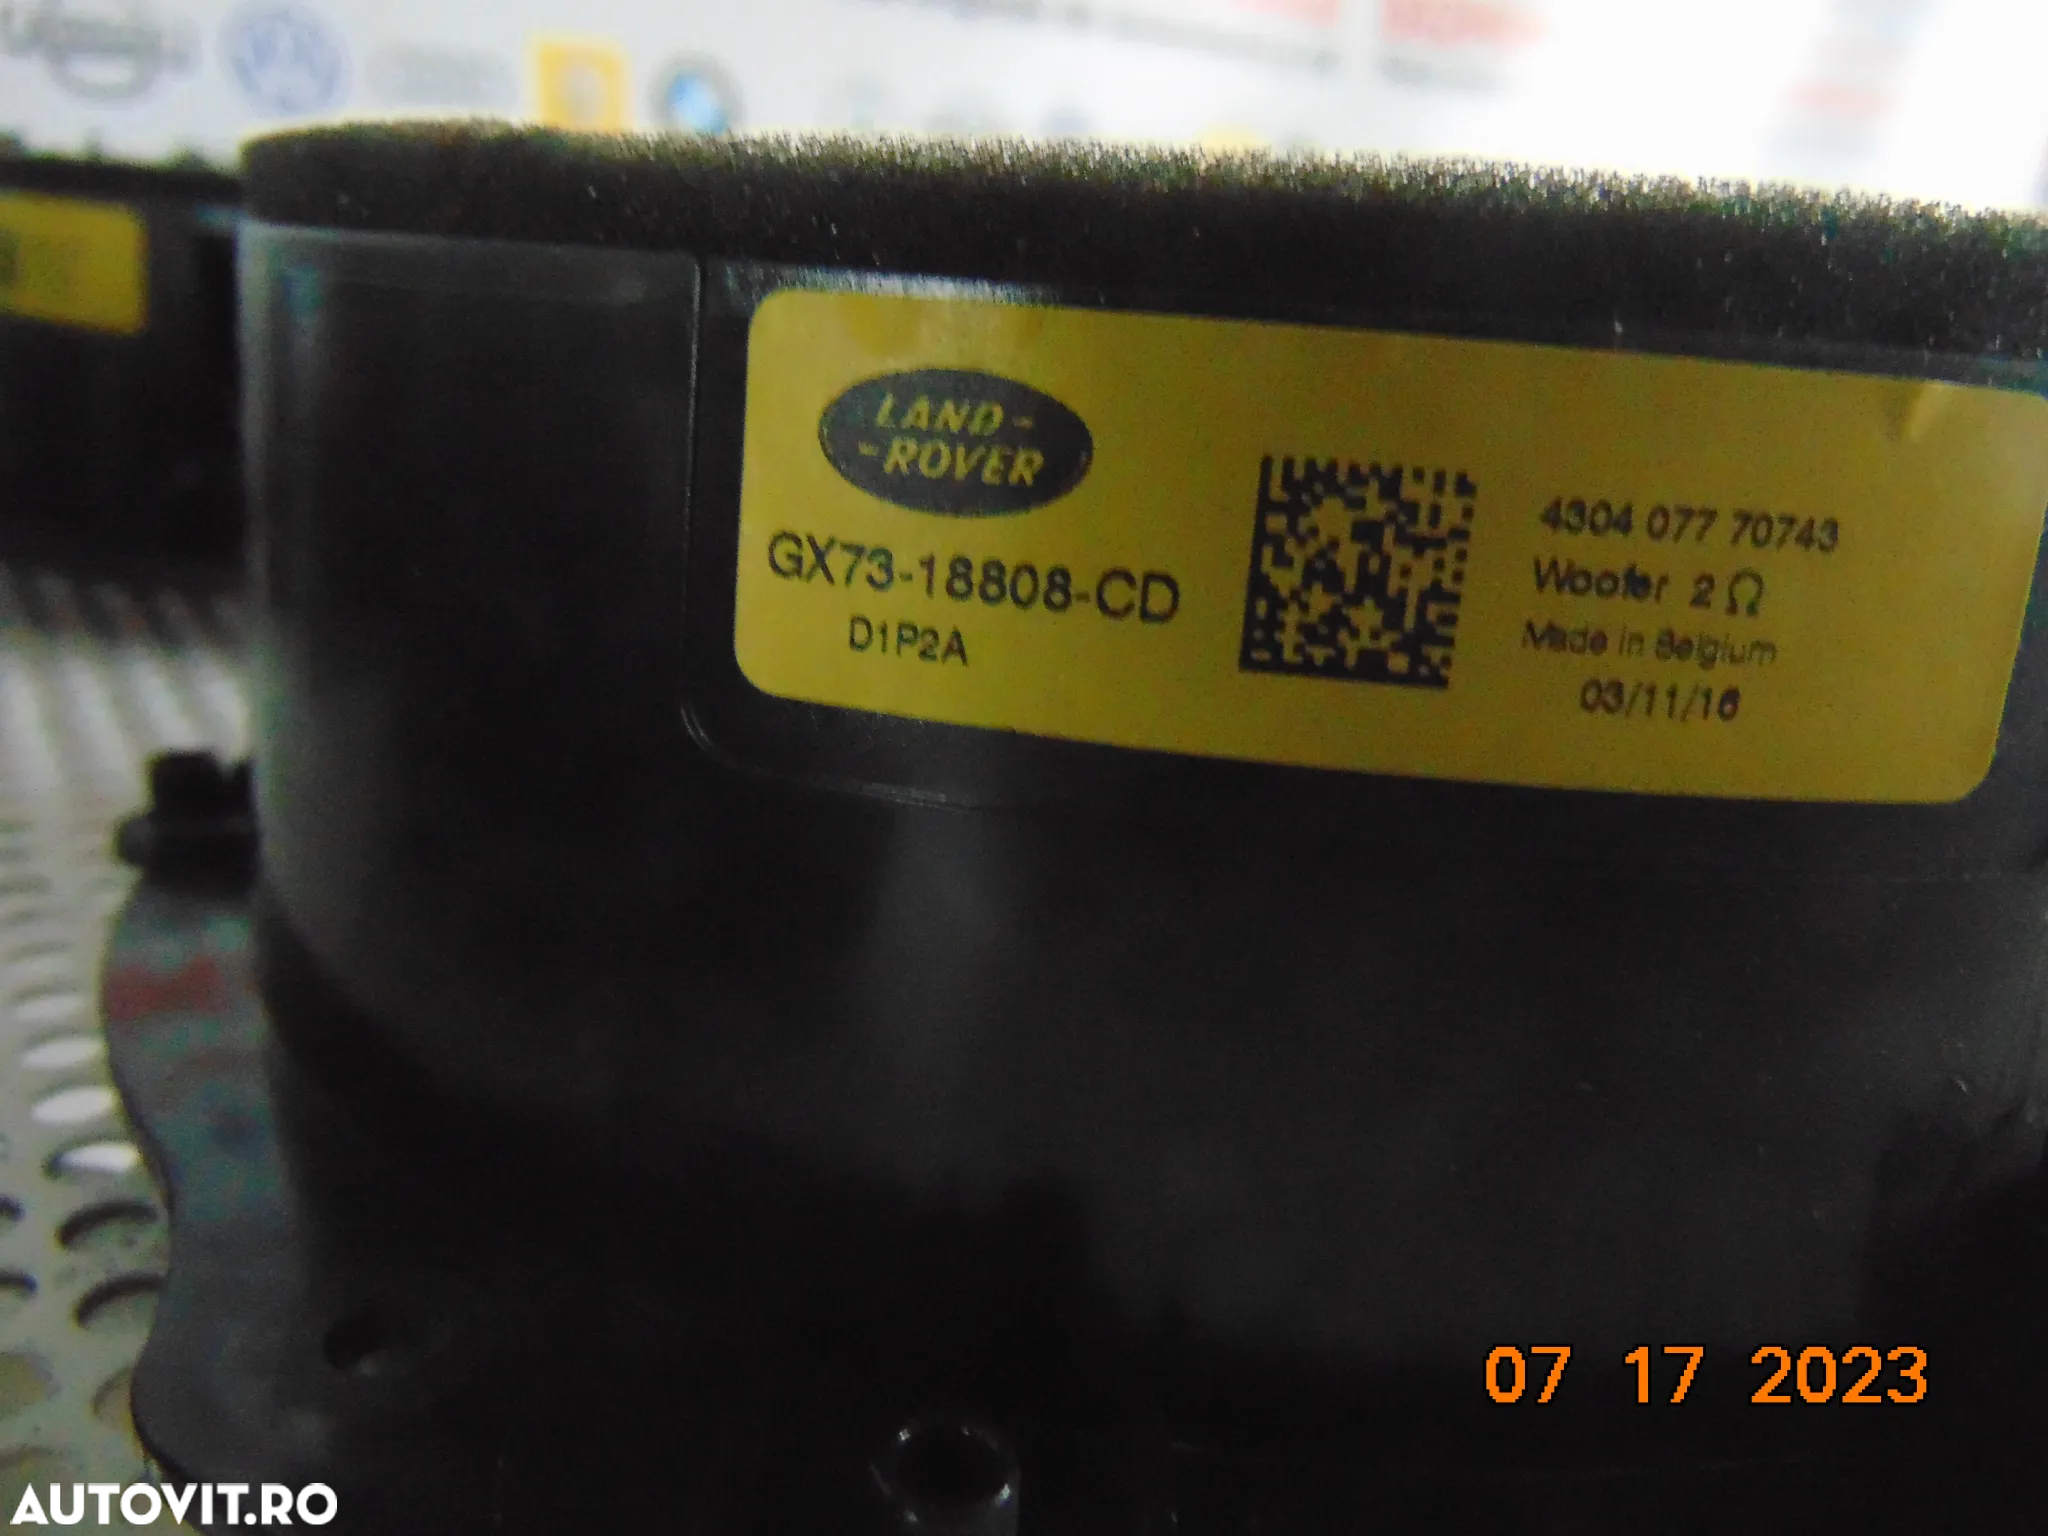 LAND -
- ROVER
GX73-18808-CD
D1P2A
4304 077 70743
Woofer 2 Ω
Made in Belgium
03/11/16
07 17 2023
AUTOVIT.RO